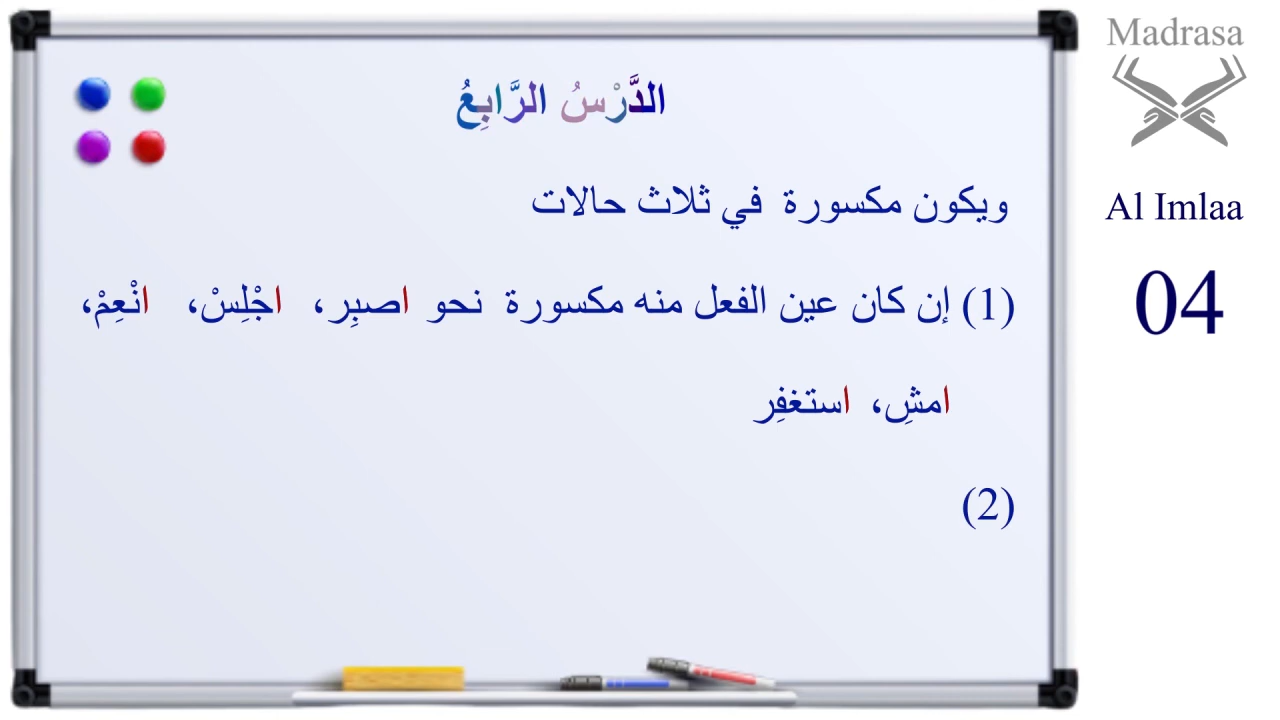 الدَّرْسُ الرَّابِعُ
ويكون مكسورة في ثلاث حالات
(1) إن كان عين الفعل منه مكسورة نحو اصبِر، اجْلِسْ، انْعِمْ،
امشِ، استغفِر
(2)
Madrasa
Al Imlaa
04